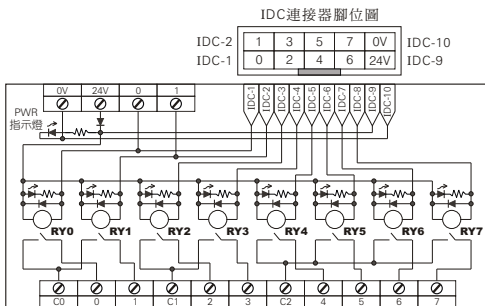 IDC連接器腳位圖
IDC-2 1 3 5 7 0V IDC-10
IDC-1 0 2 4 6 24V IDC-9
0V 24V 0 1
PWR
指示燈
IDC-1 IDC-2 IDC-3 IDC-4 IDC-5 IDC-6 IDC-7 IDC-8 IDC-9 IDC-10
RY0 RY1 RY2 RY3 RY4 RY5 RY6 RY7
C0 0 1 C1 2 3 C2 4 5 6 7